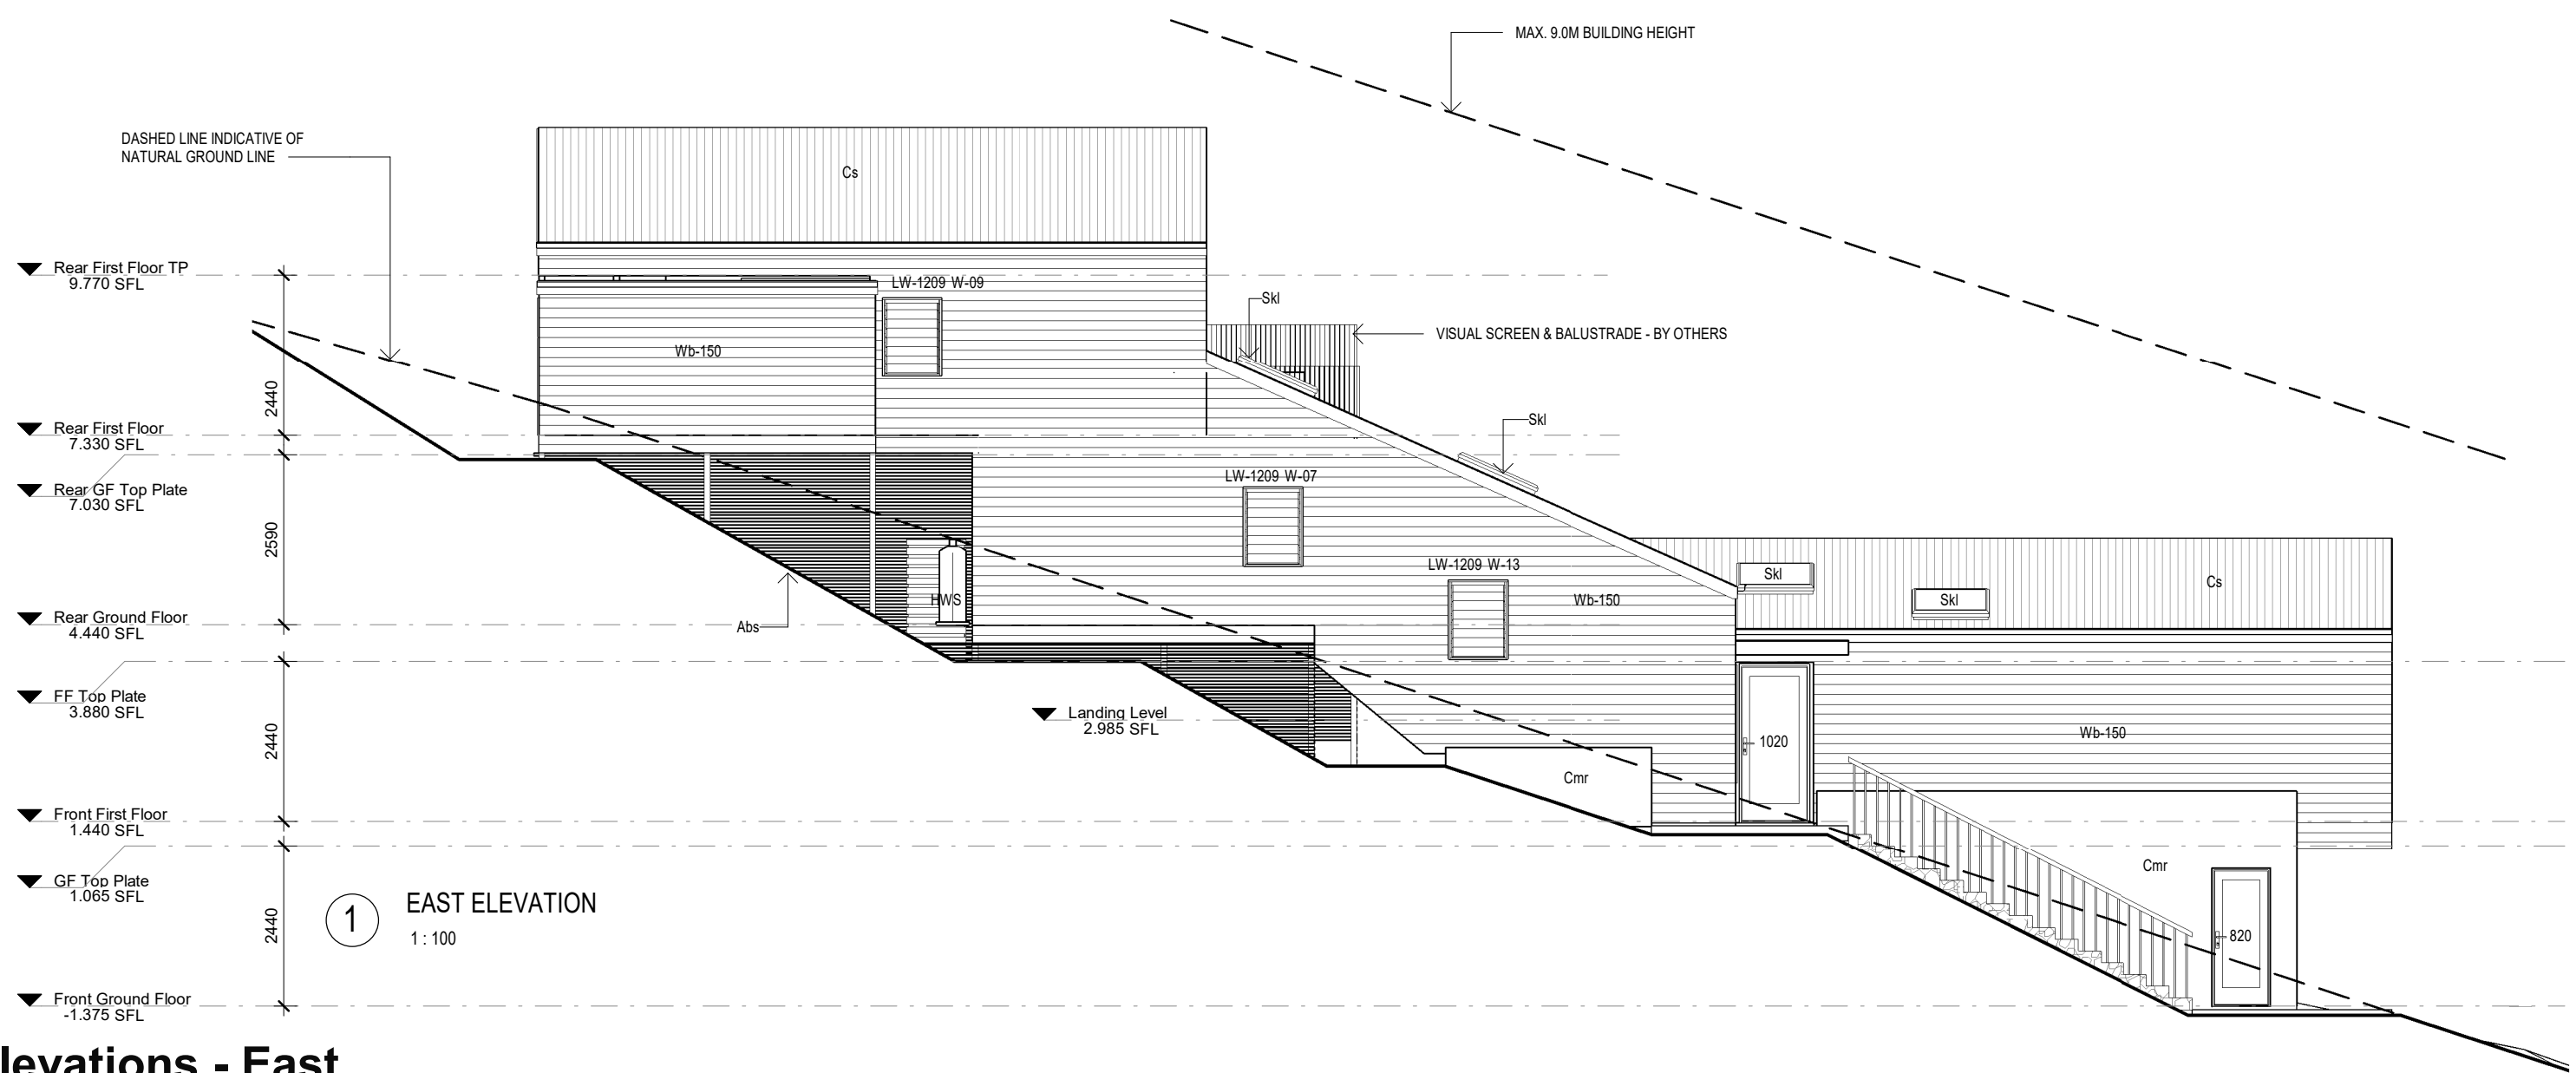 MAX. 9.0M BUILDING HEIGHT
DASHED LINE INDICATIVE OF
NATURAL GROUND LINE
Cs
Rear First Floor TP
9.770 SFL
LW-1209 W-09
Skl
VISUAL SCREEN & BALUSTRADE - BY OTHERS
Wb-150
2440
Rear First Floor
7.330 SFL
Skl
Rear GF Top Plate
7.030 SFL
LW-1209 W-07
2590
LW-1209 W-13
Skl
Cs
HWS
Wb-150
Skl
Rear Ground Floor
4.440 SFL
Abs
FF Top Plate
3.880 SFL
Landing Level
2.985 SFL
2440
1020
Wb-150
Cmr
Front First Floor
1.440 SFL
GF Top Plate
1.065 SFL
Cmr
2440
820
1
EAST ELEVATION
1 : 100
Front Ground Floor
-1.375 SFL
levations - East